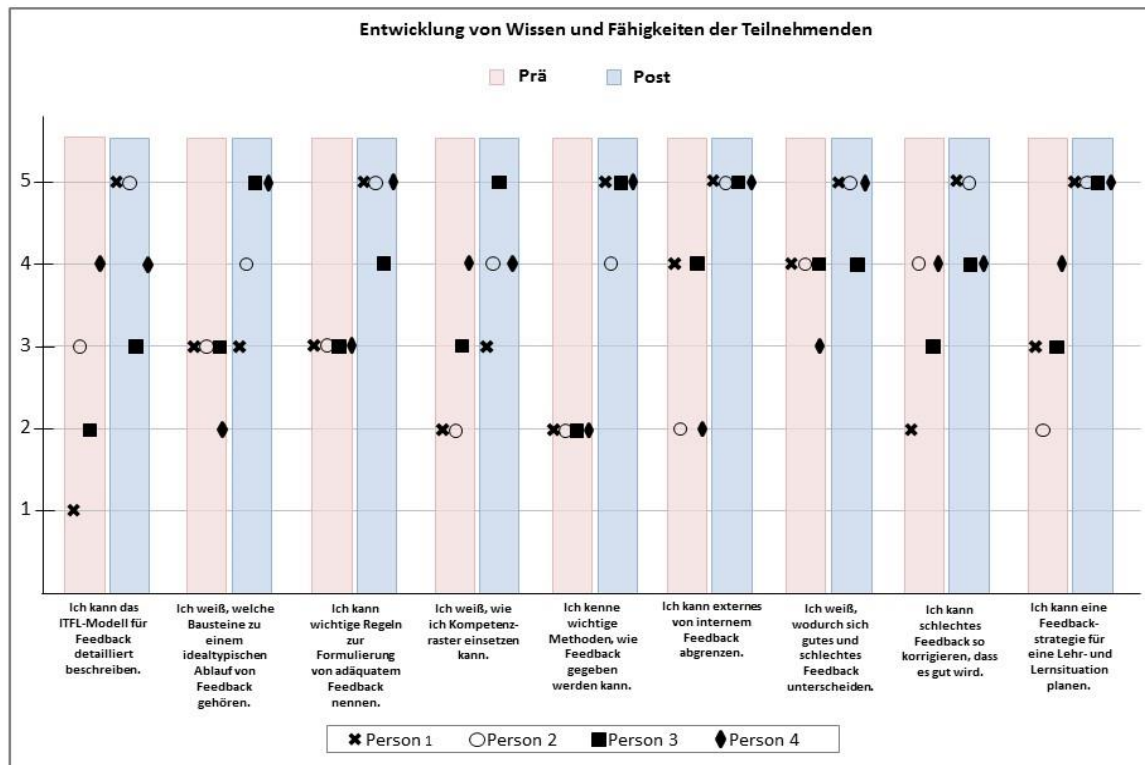 Entwicklung von Wissen und Fähigkeiten der Teilnehmenden
Prä
Post
5
4
3
2
1
Ich kann das
ITFL-Modell für
Feedback
detailliert
beschreiben.
Ich weiß, welche
Bausteine zu
einem
idealtypischen
Ablauf von
Feedback
gehören.
Ich kann
wichtige Regeln
zur
Formulierung
von adäquatem
Feedback
nennen.
Ich weiß, wie
ich Kompetenz-
raster einsetzen
kann.
Ich kenne
wichtige
Methoden, wie
Feedback
gegeben
werden kann.
Ich kann externes
von internem
Feedback
abgrenzen.
Ich weiß,
wodurch sich
gutes und
schlechtes
Feedback
unterscheiden.
Ich kann
schlechtes
Feedback so
korrigieren, dass
es gut wird.
Ich kann eine
Feedback-
strategie für
eine Lehr- und
Lernsituation
planen.
Person 1
Person 2
Person 3
Person 4